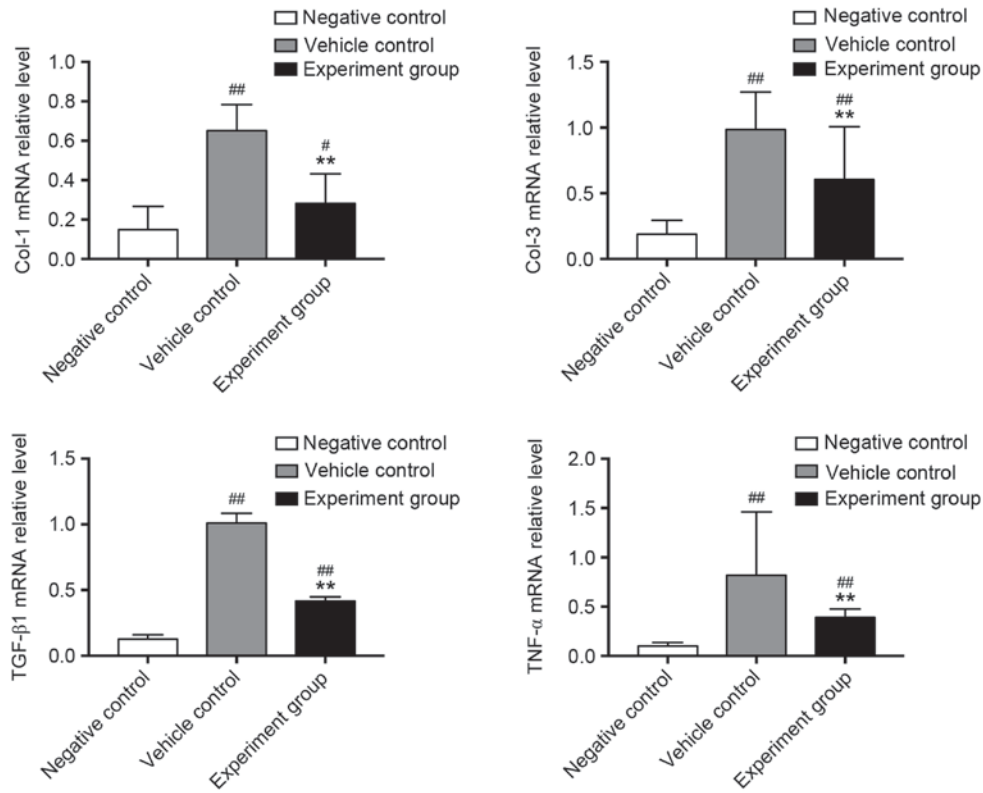 Negative control
Vehicle control
Experiment group
Col-1 mRNA relative level
1.0
0.8
0.6
0.4
0.2
0.0
##
#
**
Negative control
Vehicle control
Experiment group
Negative control
Vehicle control
Experiment group
Col-3 mRNA relative level
1.5
1.0
0.5
0.0
##
##
**
Negative control
Vehicle control
Experiment group
Negative control
Vehicle control
Experiment group
TGF-β1 mRNA relative level
1.5
1.0
0.5
0.0
##
##
**
Negative control
Vehicle control
Experiment group
Negative control
Vehicle control
Experiment group
TNF-α mRNA relative level
2.0
1.5
1.0
0.5
0.0
##
##
**
Negative control
Vehicle control
Experiment group